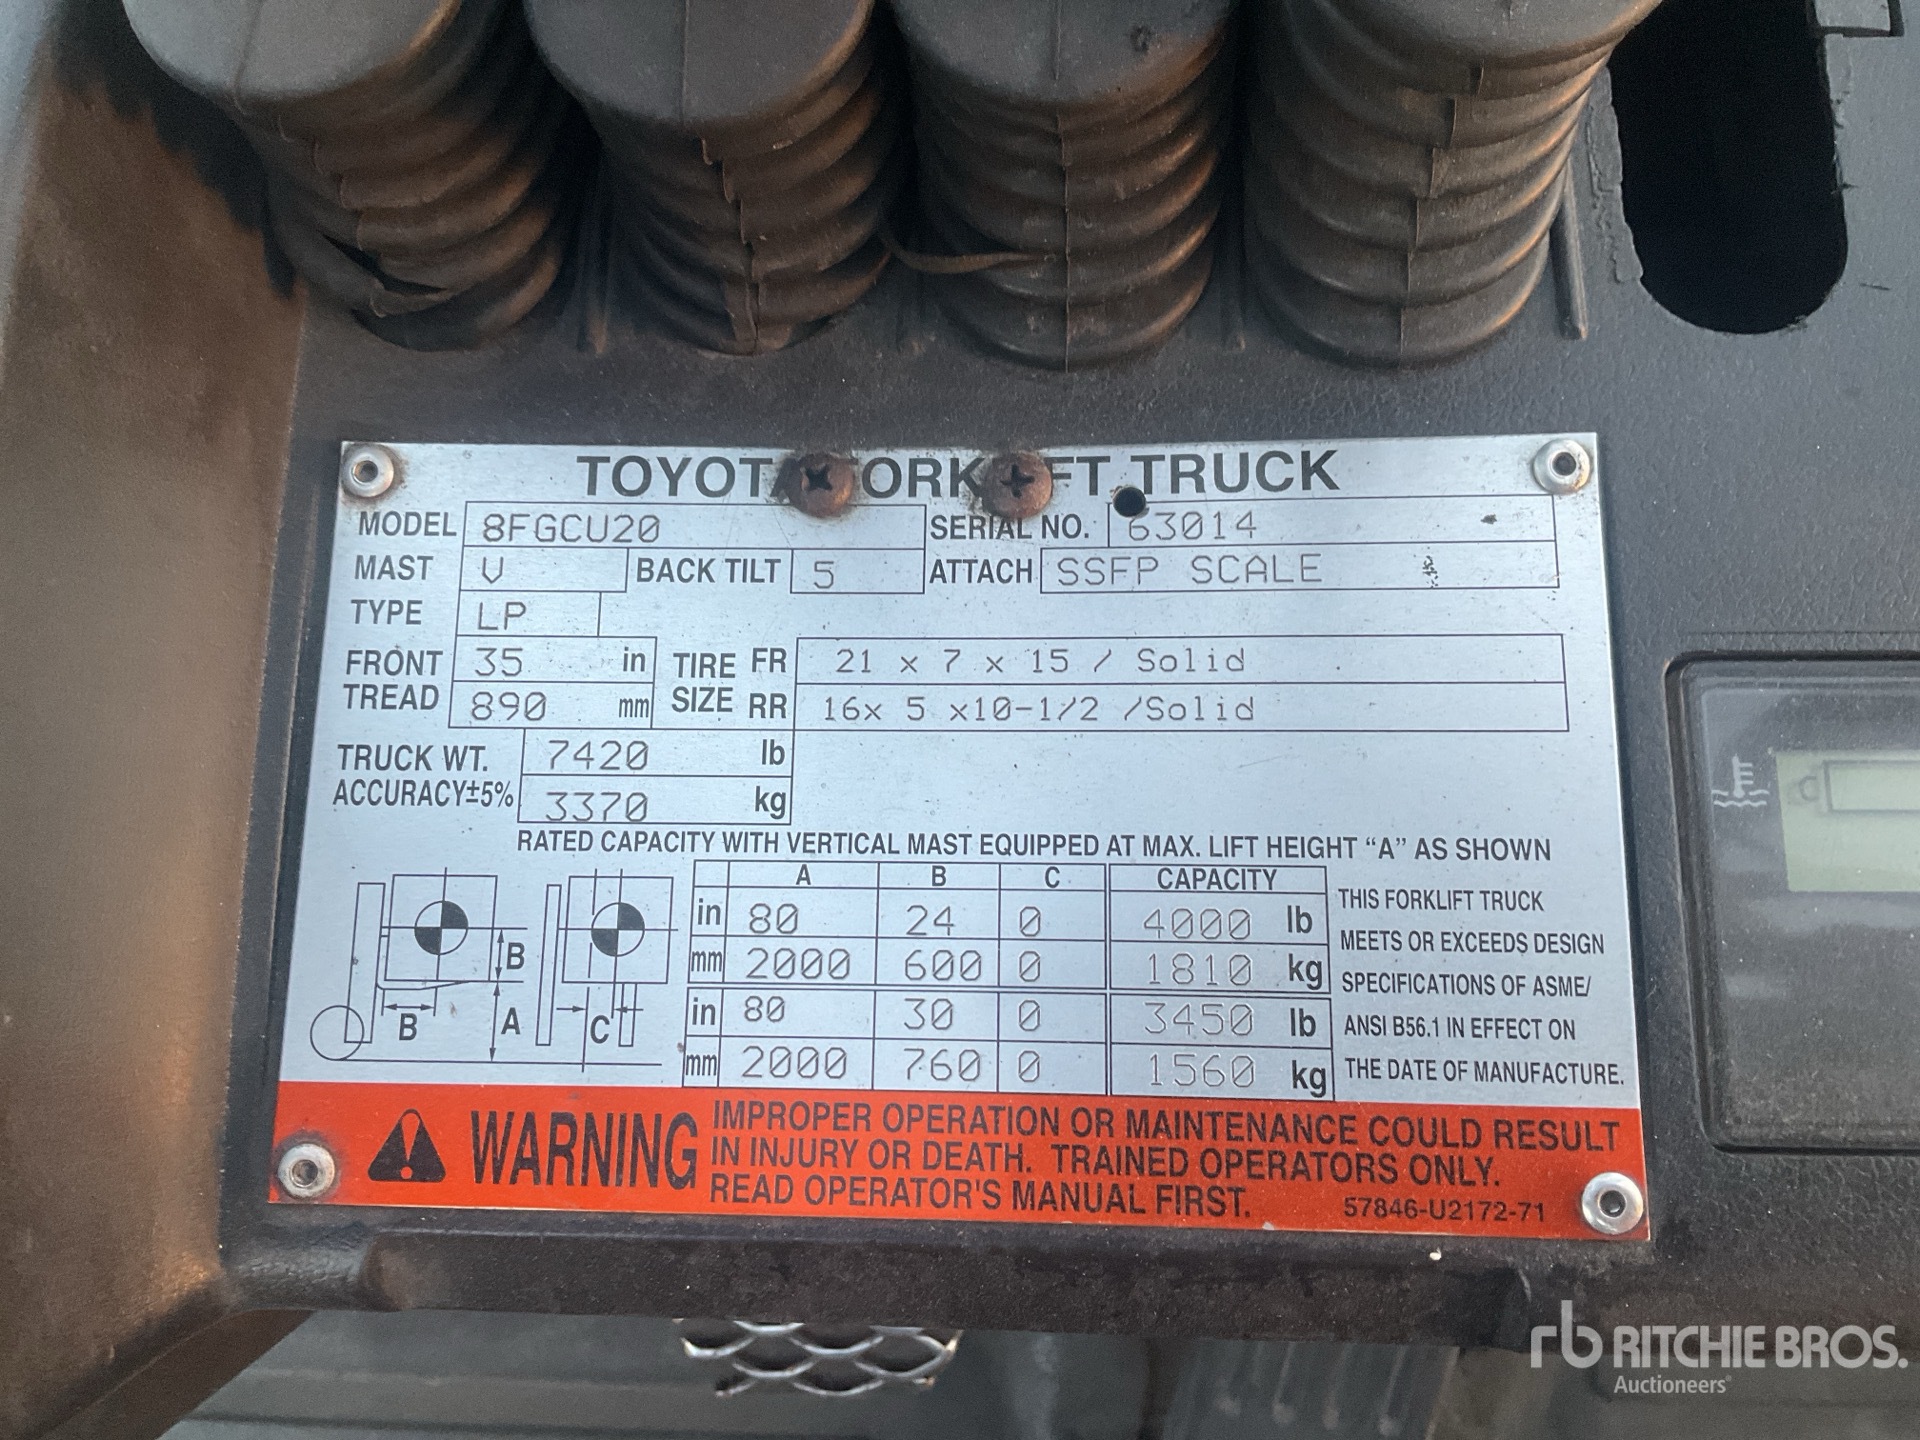 TOYOTA FORKLIFT TRUCK
MODEL 8FGCU20 SERIAL NO. 63014
MAST V BACK TILT 5 ATTACH SSFP SCALE
TYPE LP
FRONT TREAD 35 in TIRE SIZE FR 21 x 7 x 15 / Solid
890 mm RR 16x 5 x10-1/2 /Solid
TRUCK WT. 7420 lb
ACCURACY±5% 3370 kg
RATED CAPACITY WITH VERTICAL MAST EQUIPPED AT MAX. LIFT HEIGHT "A" AS SHOWN
A B C CAPACITY
in 80 24 0 4000 lb
mm 2000 600 0 1810 kg
in 80 30 0 3450 lb
mm 2000 760 0 1560 kg
B
B
A
C
THIS FORKLIFT TRUCK
MEETS OR EXCEEDS DESIGN
SPECIFICATIONS OF ASME/
ANSI B56.1 IN EFFECT ON
THE DATE OF MANUFACTURE.
WARNING
IMPROPER OPERATION OR MAINTENANCE COULD RESULT
IN INJURY OR DEATH. TRAINED OPERATORS ONLY.
READ OPERATOR'S MANUAL FIRST. 57846-U2172-71
rb RITCHIE BROS.
Auctioneers